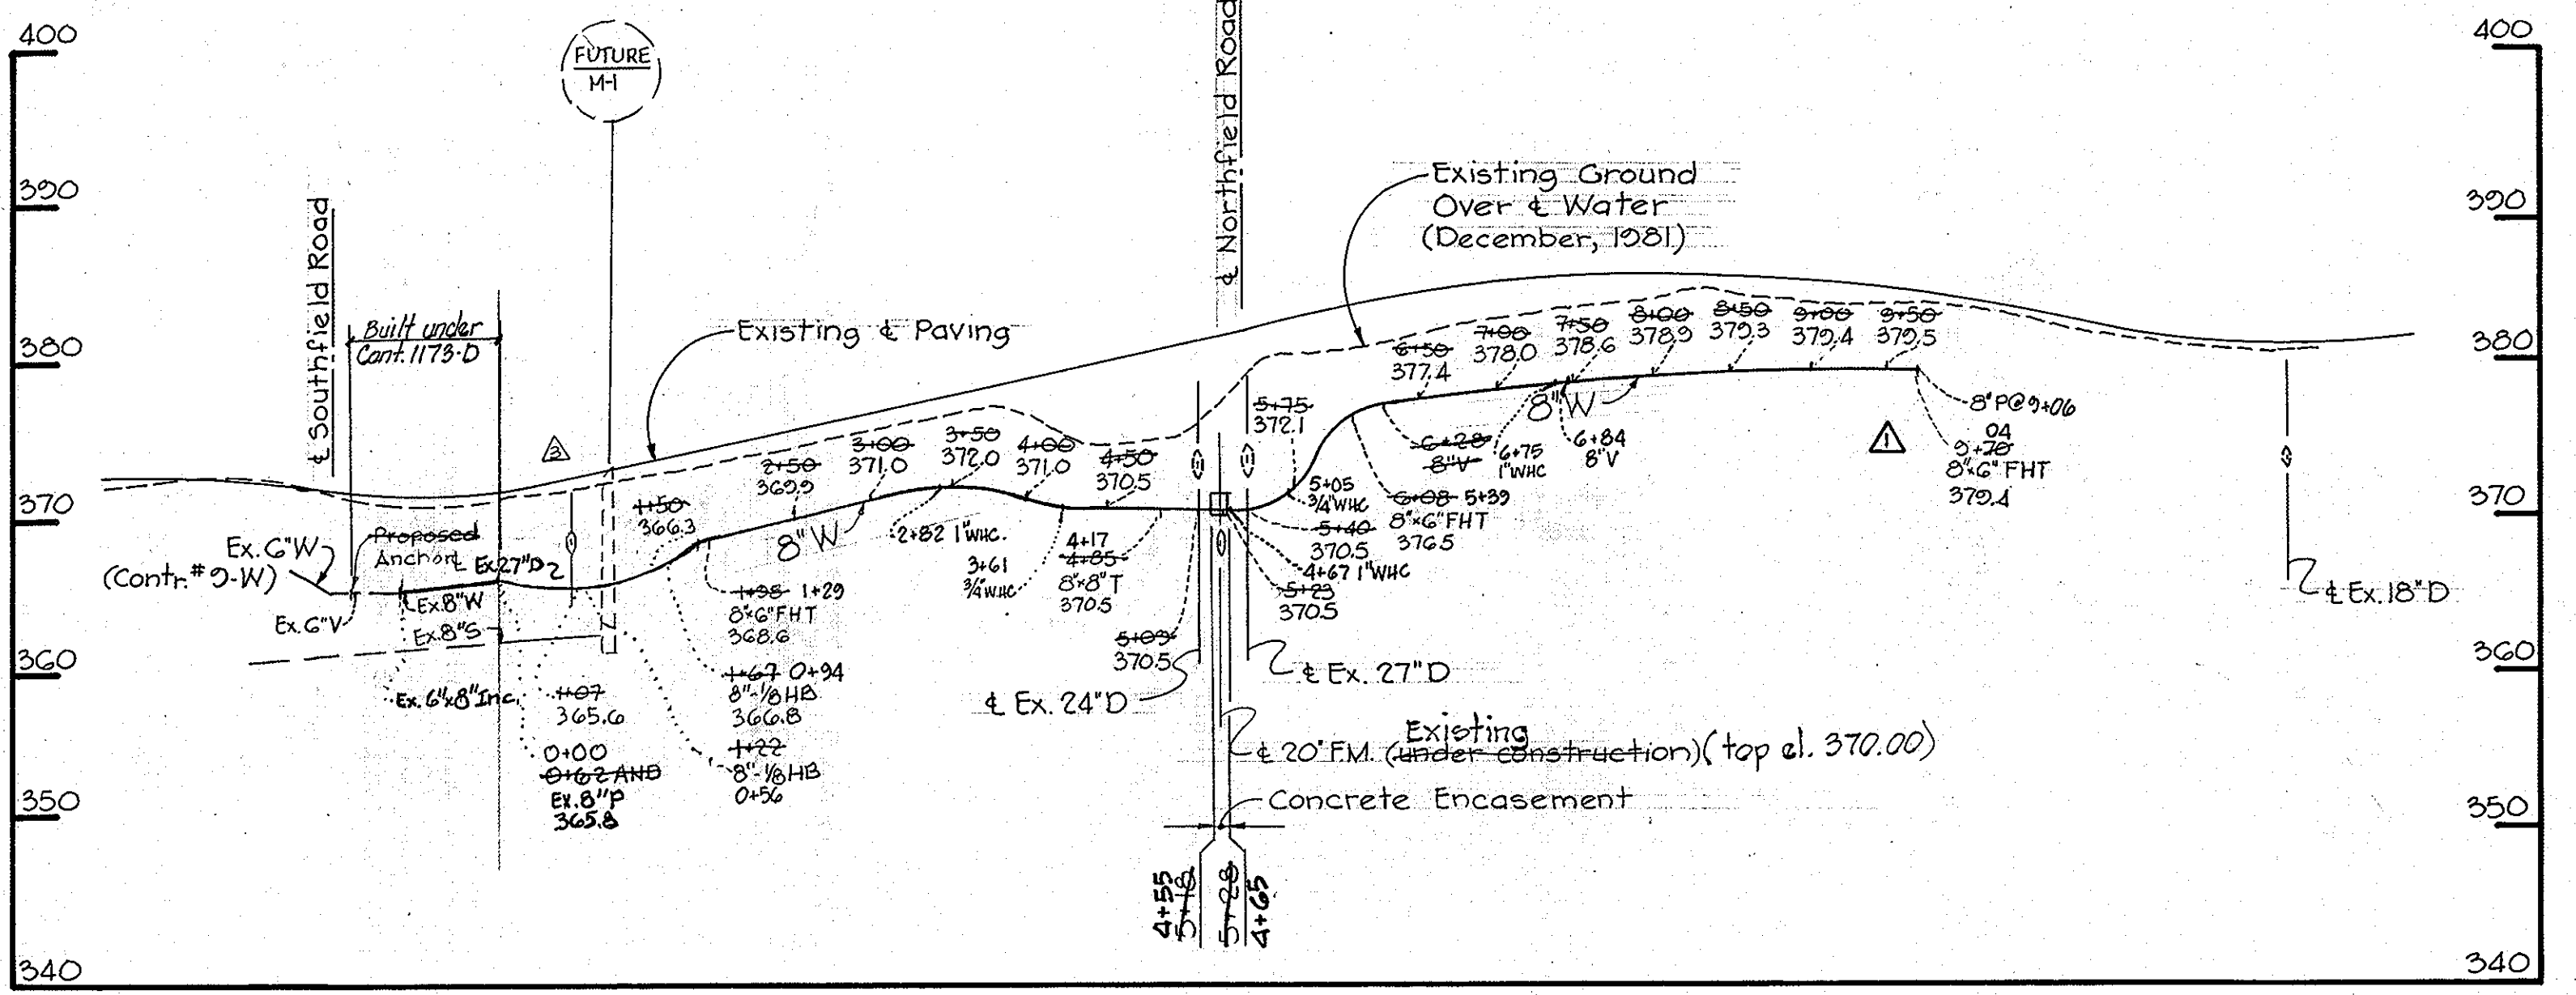 400
400
FUTURE
M-1
℄ Northfield Road
390
390
Existing Ground
Over ℄ Water
(December, 1981)
℄ Southfield Road
Built under
Cont. 1173-D
Existing ℄ Paving
380
380
6+50
377.4
7+00
378.0
7+50
378.6
8+00
378.9
8+50
379.3
9+00
379.4
9+50
379.5
8"W
8"P@9+06
04
9+70
8"x6" FHT
379.4
1
3
1+50
366.3
2+50
369.9
3+00
371.0
3+50
372.0
4+00
371.0
4+50
370.5
5+75
372.1
6+28
8"V
6+75
1"WHC
6+84
8"V
370
370
Ex. 6"W
(Contr.#9-W)
Proposed
Anchor
℄ Ex 27"D
Ex.8"W
Ex. 6"V
Ex.8"S
8"W
2+82 1"WHC.
3+61
3/4"WHC
4+17
4+85
8"x8"T
370.5
5+05
3/4"WHC
6+08 5+39
8"x6"FHT
376.5
5+40
370.5
4+67 1"WHC
5+23
370.5
1+98 1+29
8"x6"FHT
368.6
5+09
370.5
℄ Ex. 24"D
℄ Ex. 27"D
℄ Ex. 18"D
360
360
Ex. 6"x8" Inc.
1+07
365.6
1+67 0+94
8"-1/8HB
366.8
0+00
0+62 AND
Ex. 8"P
365.8
1+22
8"-1/8HB
0+56
Existing
℄ 20" F.M. (under construction) (top el. 370.00)
Concrete Encasement
350
350
4+55
5+18
5+28
4+65
340
340